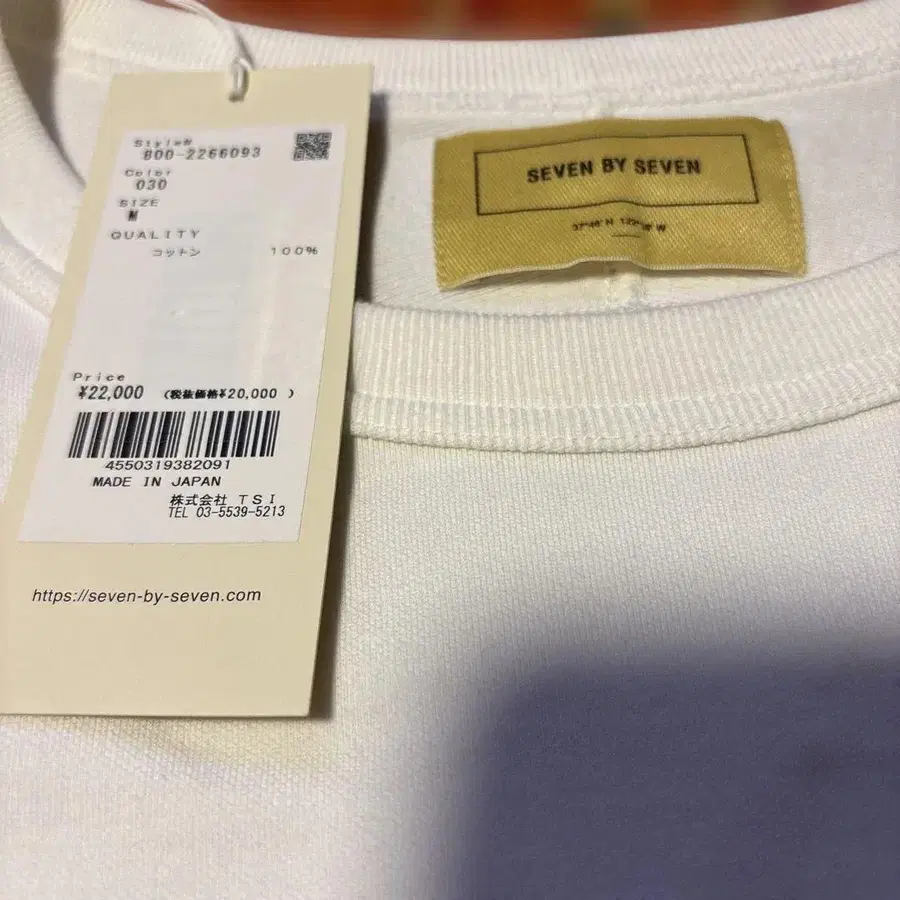 Style#
800-2266093
Color
030
SIZE
M
QUALITY
コットン 100%
Price
¥22,000 (税抜価格¥20,000 )
4550319382091
MADE IN JAPAN
株式会社 TSI
TEL 03-5539-5213
https://seven-by-seven.com
SEVEN BY SEVEN
N W